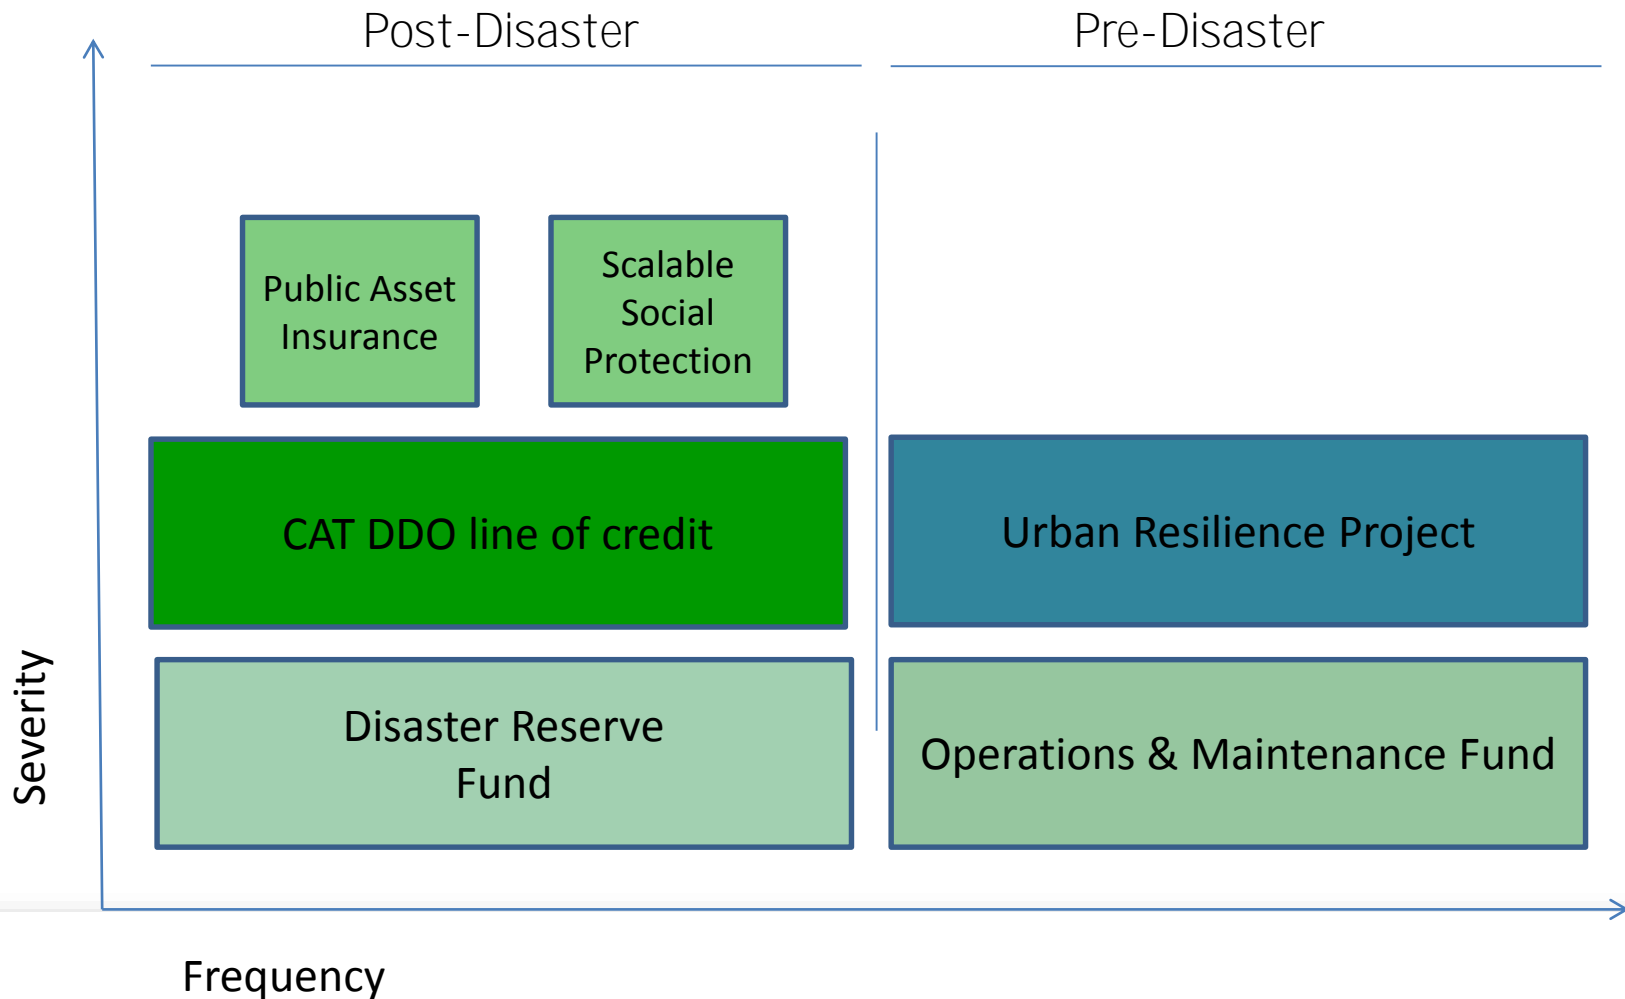 Post-Disaster
Pre-Disaster
Public Asset
Insurance
Scalable
Social
Protection
CAT DDO line of credit
Urban Resilience Project
Disaster Reserve
Fund
Operations & Maintenance Fund
Severity
Frequency